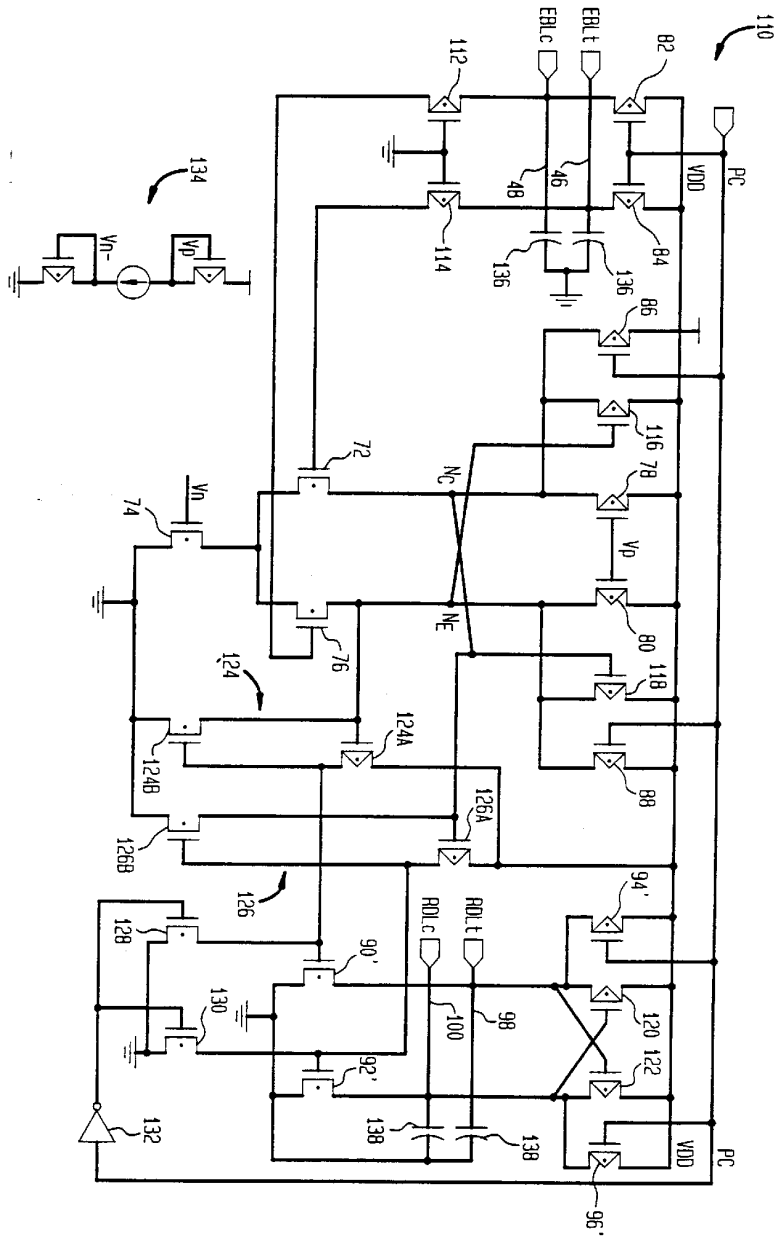 110
PC
VDD
82
84
EBLt
EBLc
46
48
136
136
112
114
134
Vp
Vn-
86
116
78
Vp
80
118
88
NC
NE
72
76
74
Vn
124
124A
124B
126A
126B
126
94'
120
122
96'
VDD
PC
RDLt
RDLc
98
100
138
138
90'
92'
128
130
132